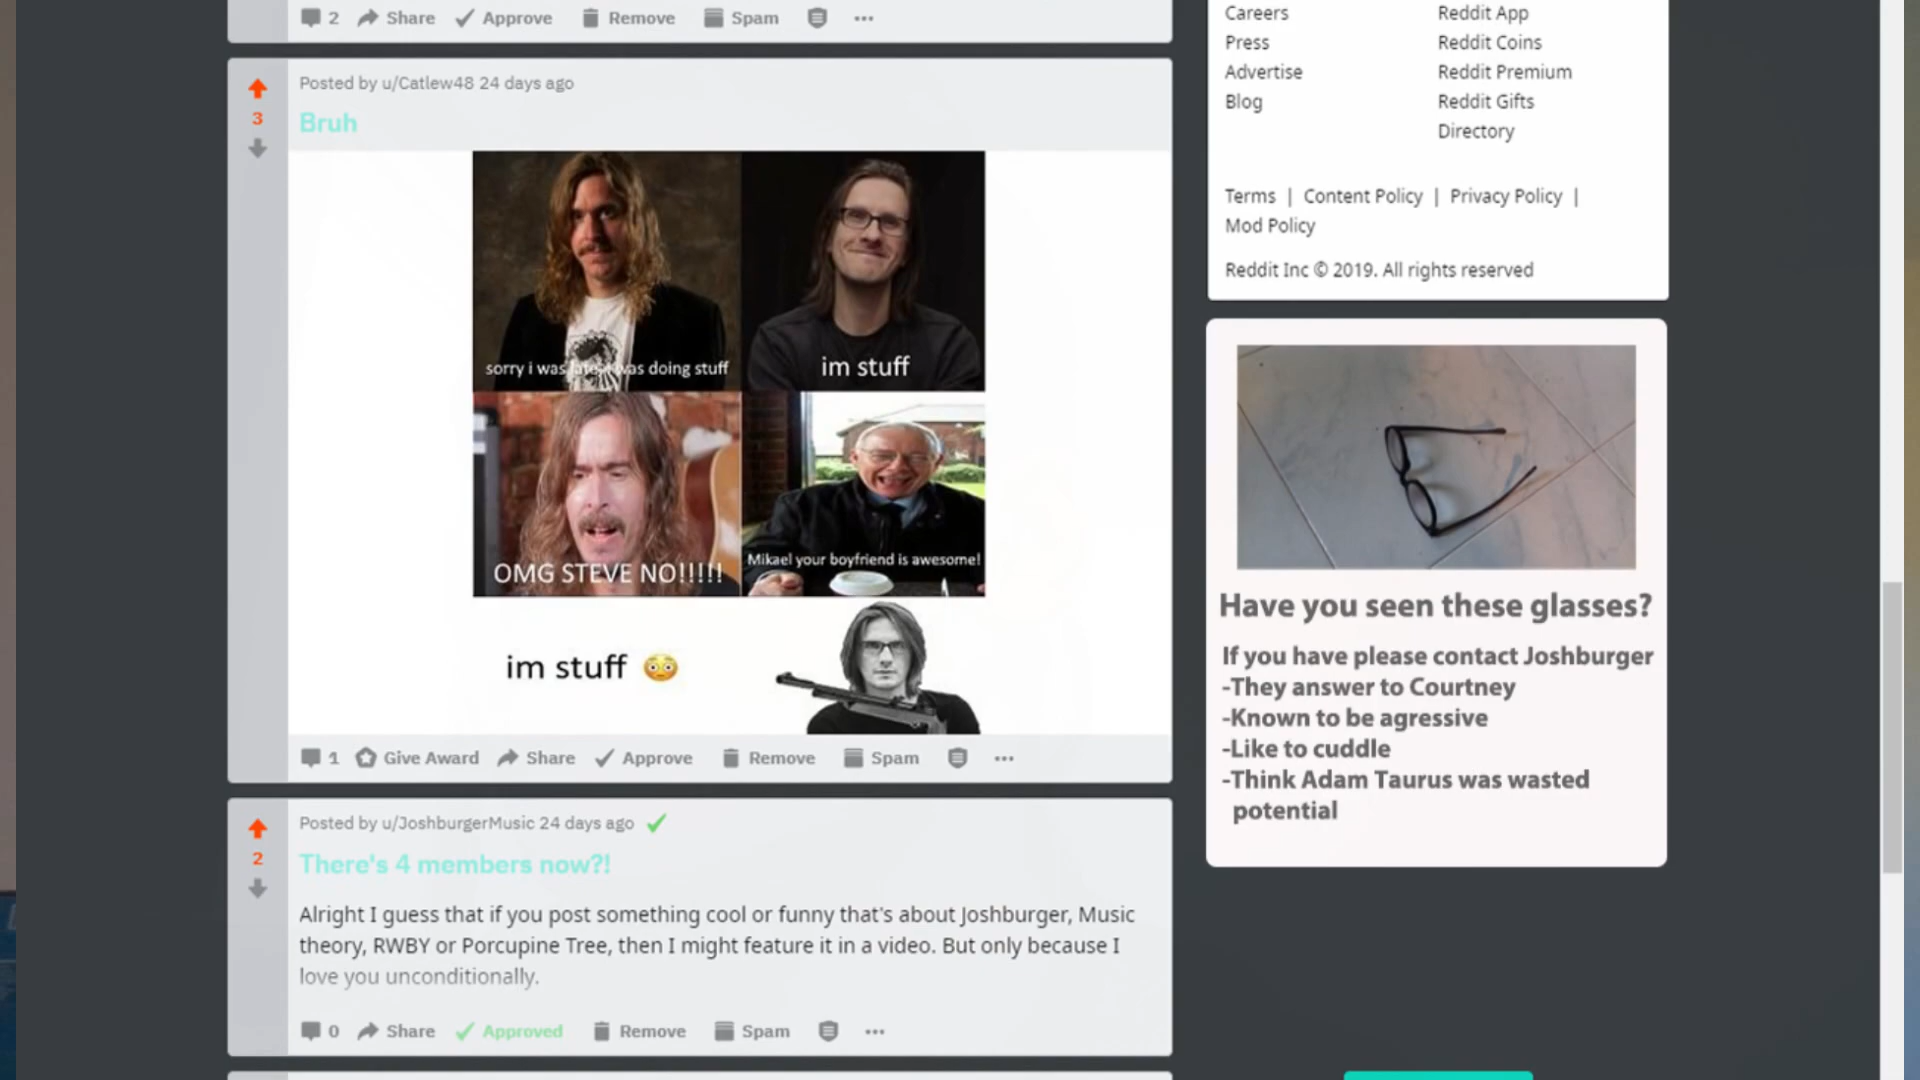 2 Share Approve Remove Spam
Posted by u/Catlew48 24 days ago
3
Bruh
sorry i was late i was doing stuff
im stuff
OMG STEVE NO!!!!!
Mikael your boyfriend is awesome!
im stuff 😳
1 Give Award Share Approve Remove Spam
Posted by u/JoshburgerMusic 24 days ago
2
There's 4 members now?!
Alright I guess that if you post something cool or funny that's about Joshburger, Music
theory, RWBY or Porcupine Tree, then I might feature it in a video. But only because I
love you unconditionally.
0 Share Approved Remove Spam
Careers Reddit App
Press Reddit Coins
Advertise Reddit Premium
Blog Reddit Gifts
Directory
Terms | Content Policy | Privacy Policy |
Mod Policy
Reddit Inc © 2019. All rights reserved
Have you seen these glasses?
If you have please contact Joshburger
-They answer to Courtney
-Known to be agressive
-Like to cuddle
-Think Adam Taurus was wasted
potential